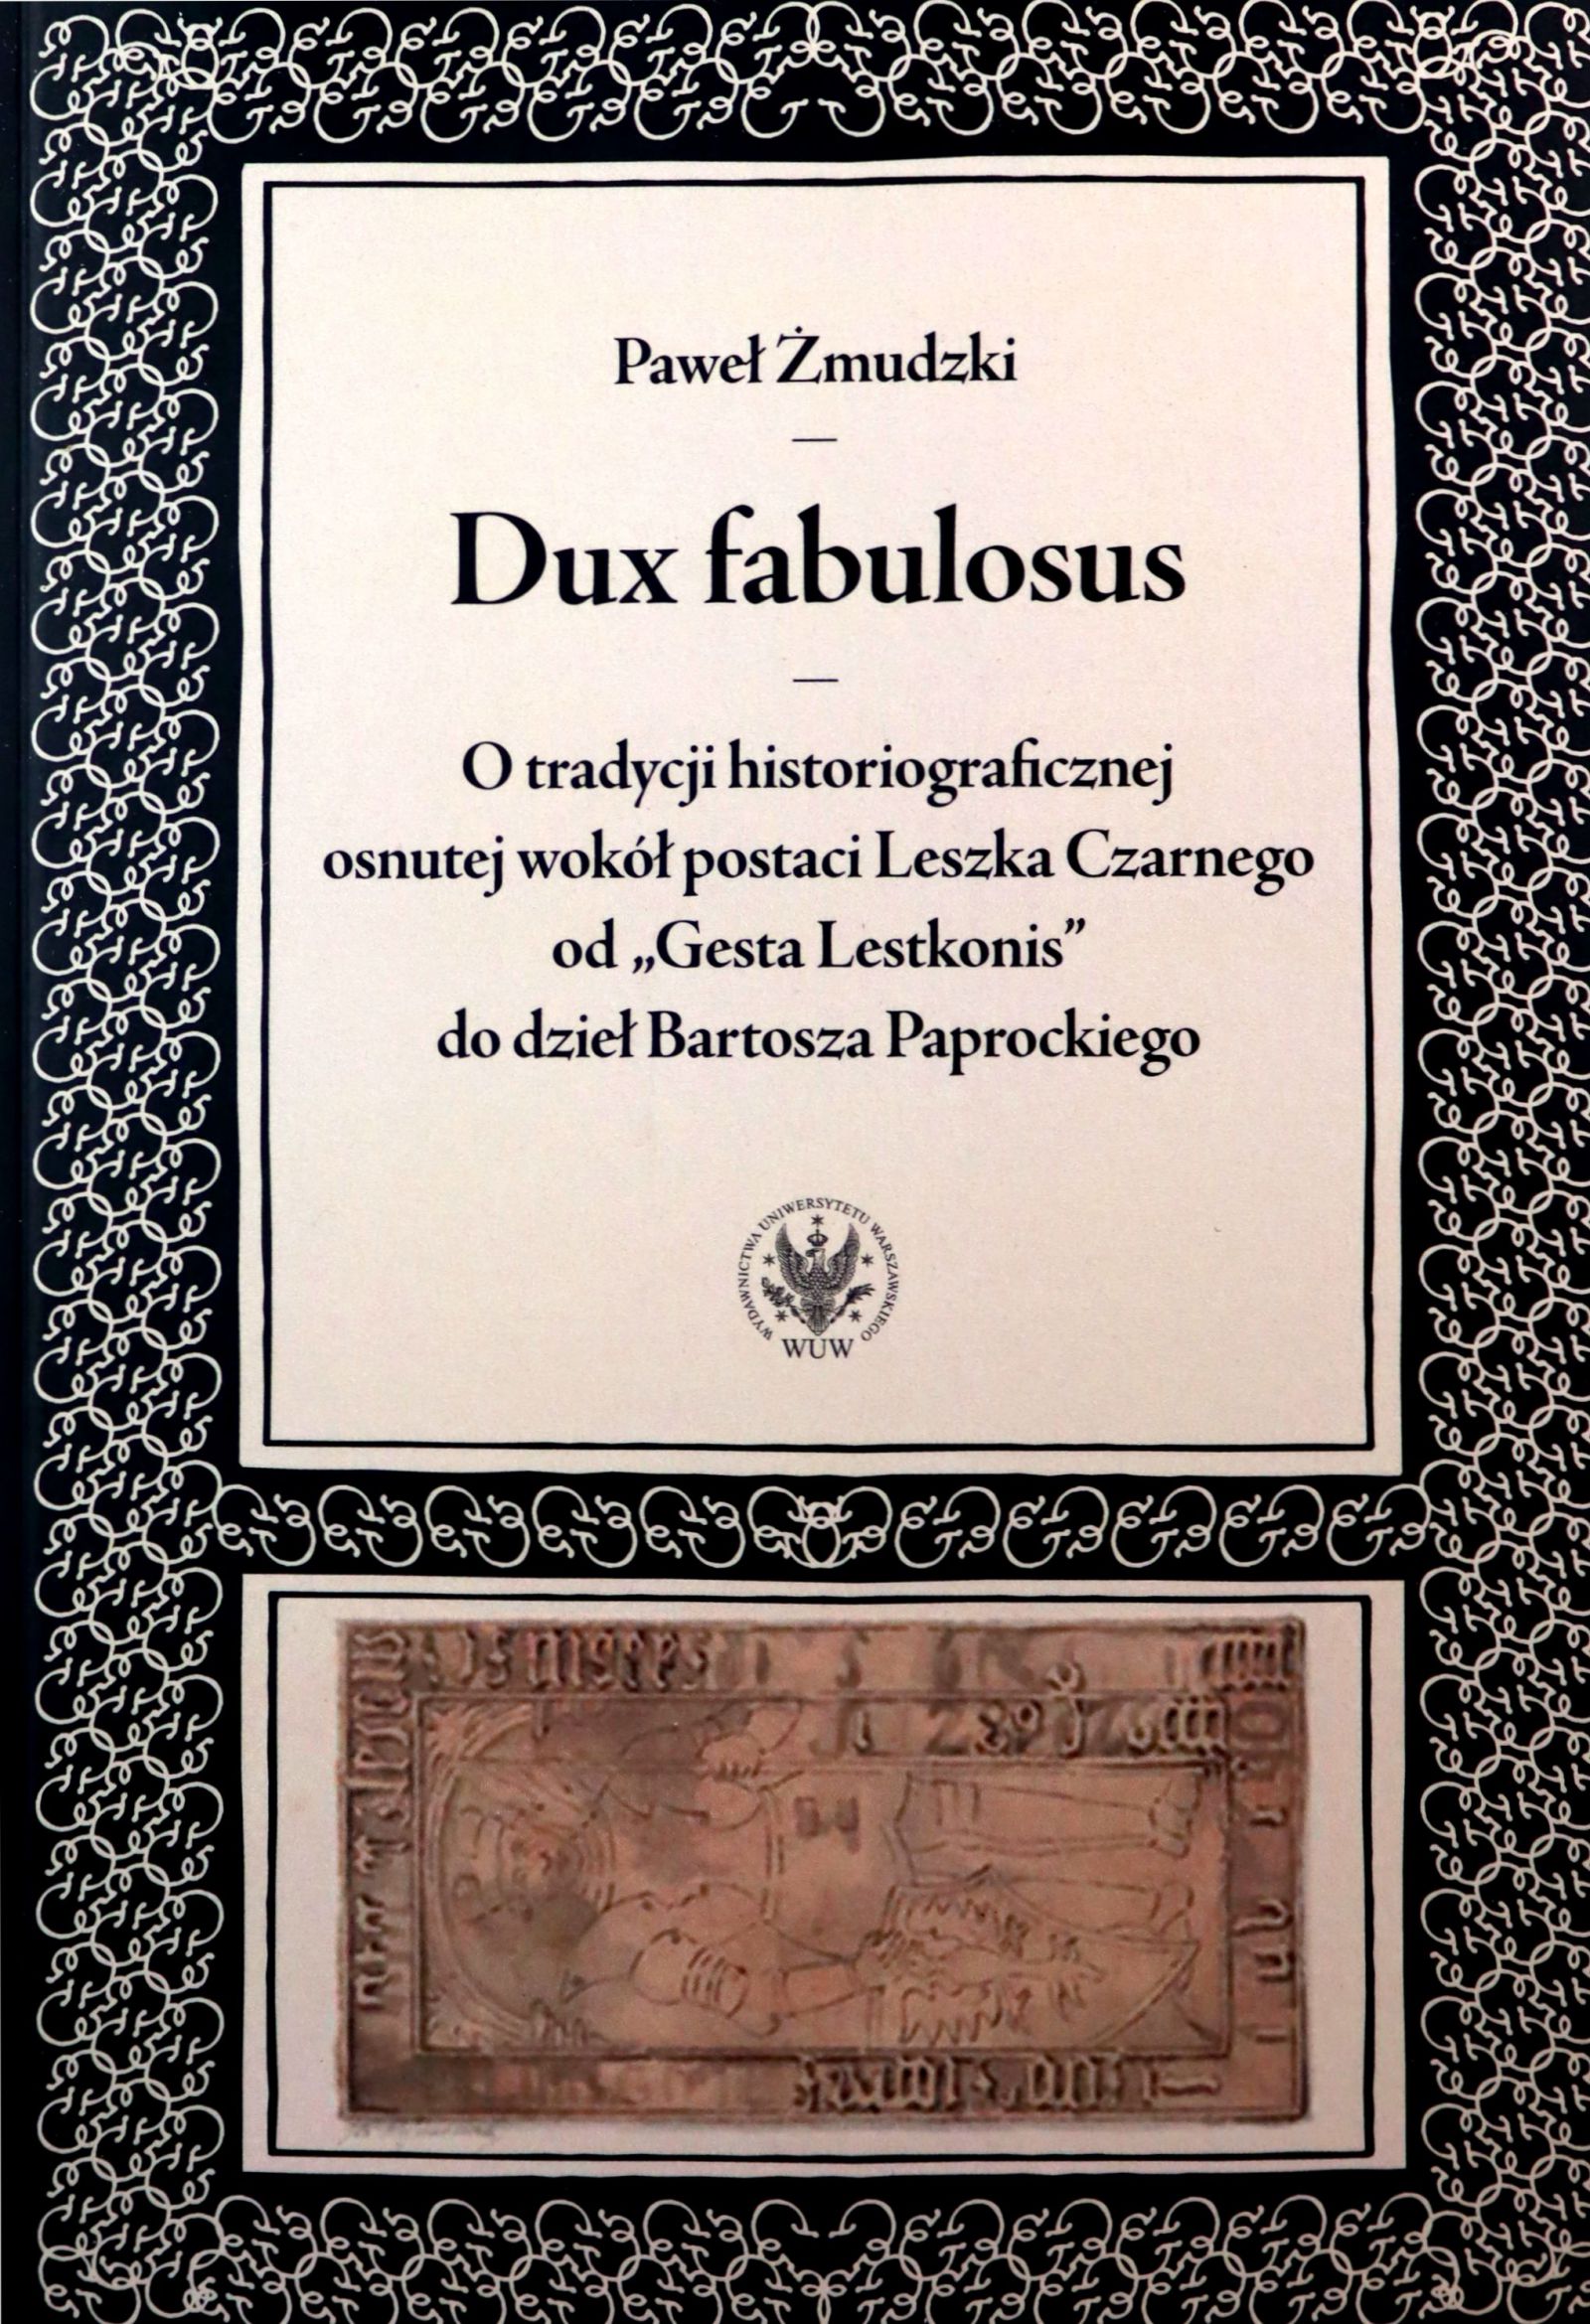 Paweł Żmudzki
Dux fabulosus
O tradycji historiograficznej
osnutej wokół postaci Leszka Czarnego
od „Gesta Lestkonis”
do dzieł Bartosza Paprockiego
WYDAWNICTWA UNIWERSYTETU WARSZAWSKIEGO
WUW